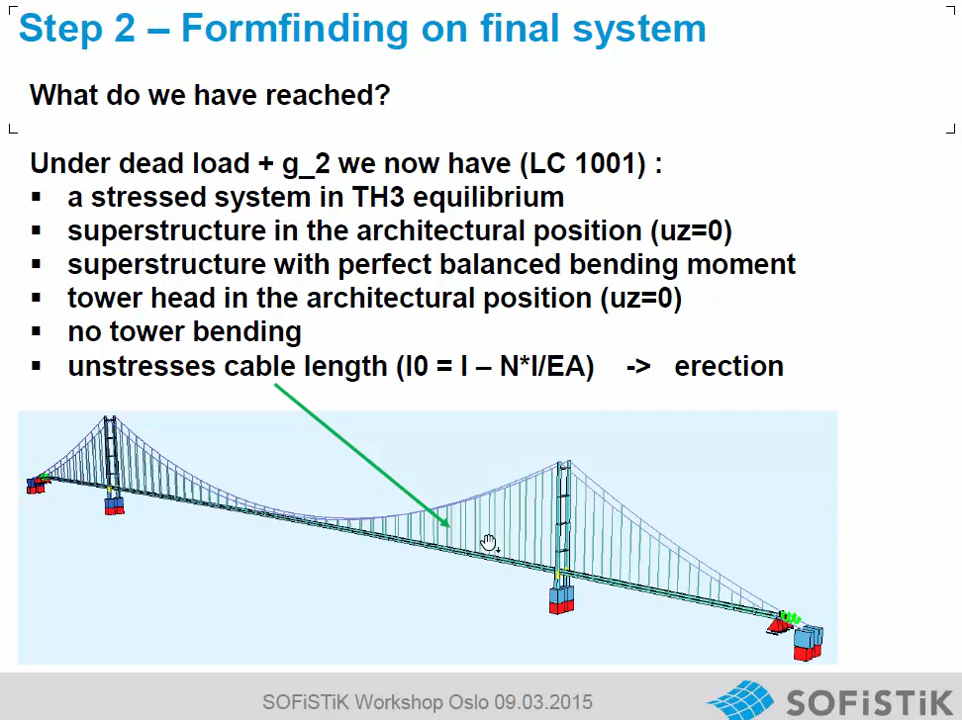 Step 2 – Formfinding on final system
What do we have reached?
Under dead load + g_2 we now have (LC 1001) :
▪ a stressed system in TH3 equilibrium
▪ superstructure in the architectural position (uz=0)
▪ superstructure with perfect balanced bending moment
▪ tower head in the architectural position (uz=0)
▪ no tower bending
▪ unstresses cable length (l0 = l – N*l/EA) -> erection
SOFiSTiK Workshop Oslo 09.03.2015
SOFiSTiK